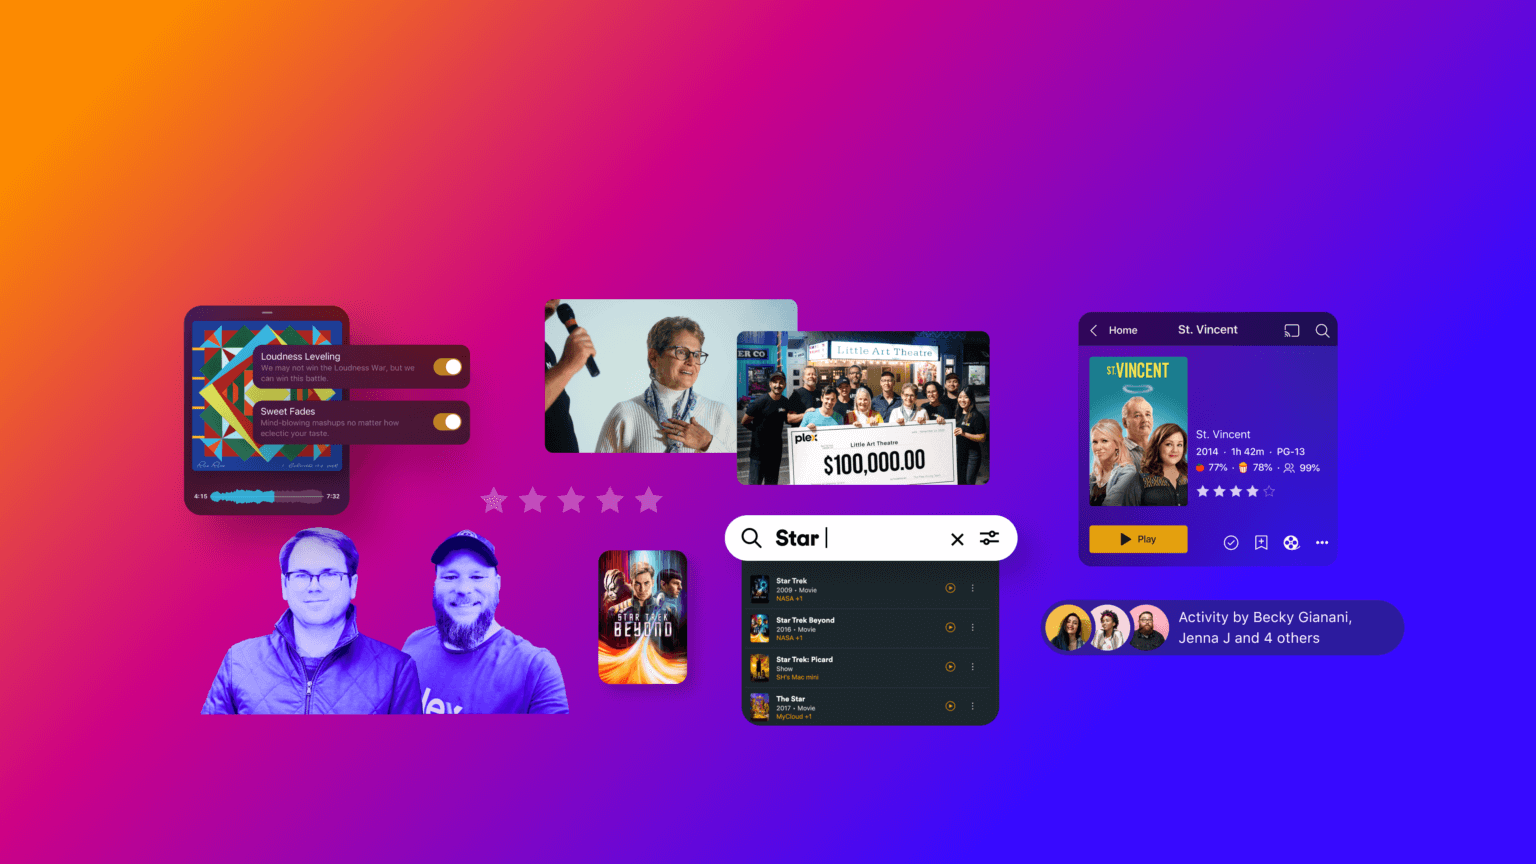 Loudness Leveling
We may not win the Loudness War, but we
can win this battle.
Sweet Fades
Mind-blowing mashups no matter how
eclectic your taste.
4:15
7:32
Little Art Theatre
plex
Little Art Theatre
$100,000.00
STAR TREK
BEYOND
lex
Star
Star Trek
2009 • Movie
NASA +1
Star Trek Beyond
2016 • Movie
NASA +1
Star Trek: Picard
Show
SH's Mac mini
The Star
2017 • Movie
MyCloud +1
Home
St. Vincent
ST VINCENT
St. Vincent
2014 · 1h 42m · PG-13
77% · 78% · 99%
Play
Activity by Becky Gianani,
Jenna J and 4 others